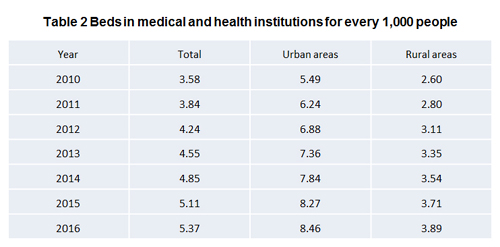 Table 2 Beds in medical and health institutions for every 1,000 people
Year Total Urban areas Rural areas
2010 3.58 5.49 2.60
2011 3.84 6.24 2.80
2012 4.24 6.88 3.11
2013 4.55 7.36 3.35
2014 4.85 7.84 3.54
2015 5.11 8.27 3.71
2016 5.37 8.46 3.89